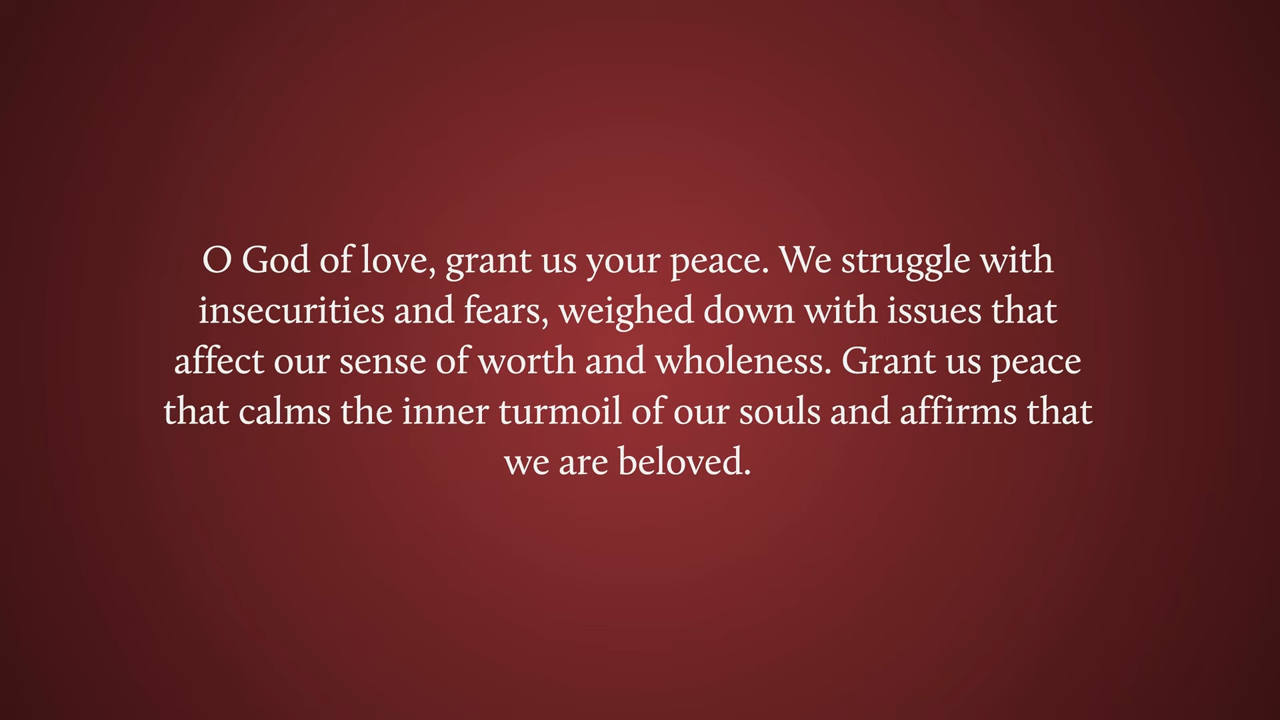 O God of love, grant us your peace. We struggle with
insecurities and fears, weighed down with issues that
affect our sense of worth and wholeness. Grant us peace
that calms the inner turmoil of our souls and affirms that
we are beloved.